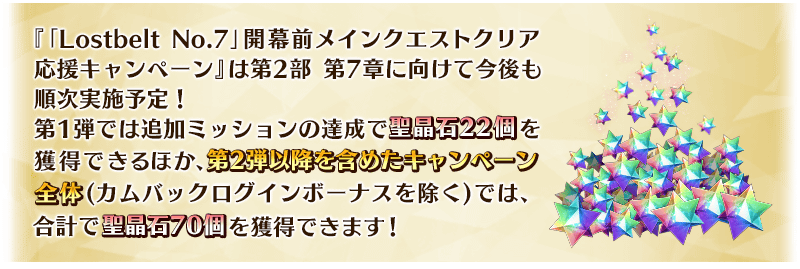 『「Lostbelt No.7」開幕前メインクエストクリア
応援キャンペーン』は第2部 第7章に向けて今後も
順次実施予定！
第1弾では追加ミッションの達成で聖晶石22個を
獲得できるほか、第2弾以降を含めたキャンペーン
全体(カムバックログインボーナスを除く)では、
合計で聖晶石70個を獲得できます！